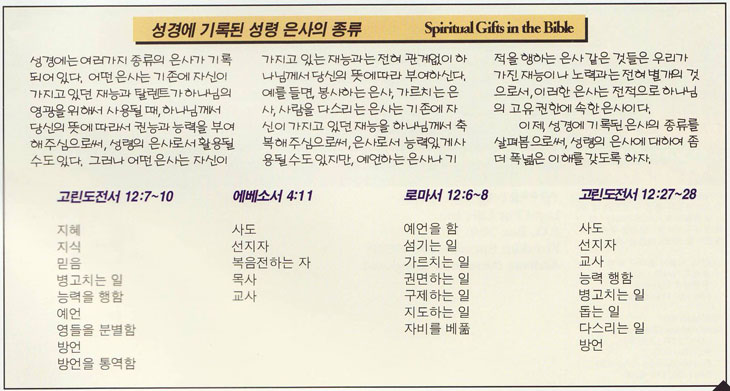 성경에 기록된 성령 은사의 종류 Spiritual Gifts in the Bible
성경에는 여러가지 종류의 은사가 기록
되어 있다. 어떤 은사는 기존에 자신이
가지고 있던 재능과 탈렌트가 하나님의
영광을 위해서 사용될 때, 하나님께서
당신의 뜻에 따라서 권능과 능력을 부여
해 주심으로써, 성령의 은사로서 활용될
수도 있다. 그러나 어떤 은사는 자신이
가지고 있는 재능과는 전혀 관계없이 하
나님께서 당신의 뜻에 따라 부여하신다.
예를 들면, 봉사하는 은사, 가르치는 은
사, 사람을 다스리는 은사는 기존에 자
신이 가지고 있던 재능을 하나님께서 축
복해 주심으로써, 은사로서 능력있게 사
용될 수도 있지만, 예언하는 은사나 기
적을 행하는 은사 같은 것들은 우리가
가진 재능이나 노력과는 전혀 별개의 것
으로서, 이러한 은사는 전적으로 하나님
의 고유 권한에 속한 은사이다.
이제, 성경에 기록된 은사의 종류를
살펴봄으로써, 성령의 은사에 대하여 좀
더 폭넓은 이해를 갖도록 하자.
고린도전서 12:7~10
지혜
지식
믿음
병고치는 일
능력을 행함
예언
영들을 분별함
방언
방언을 통역함
에베소서 4:11
사도
선지자
복음전하는 자
목사
교사
로마서 12:6~8
예언을 함
섬기는 일
가르치는 일
권면하는 일
구제하는 일
지도하는 일
자비를 베풂
고린도전서 12:27~28
사도
선지자
교사
능력 행함
병고치는 일
돕는 일
다스리는 일
방언